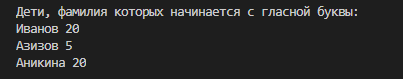 Дети, фамилия которых начинается с гласной буквы:
Иванов 20
Азизов 5
Аникина 20